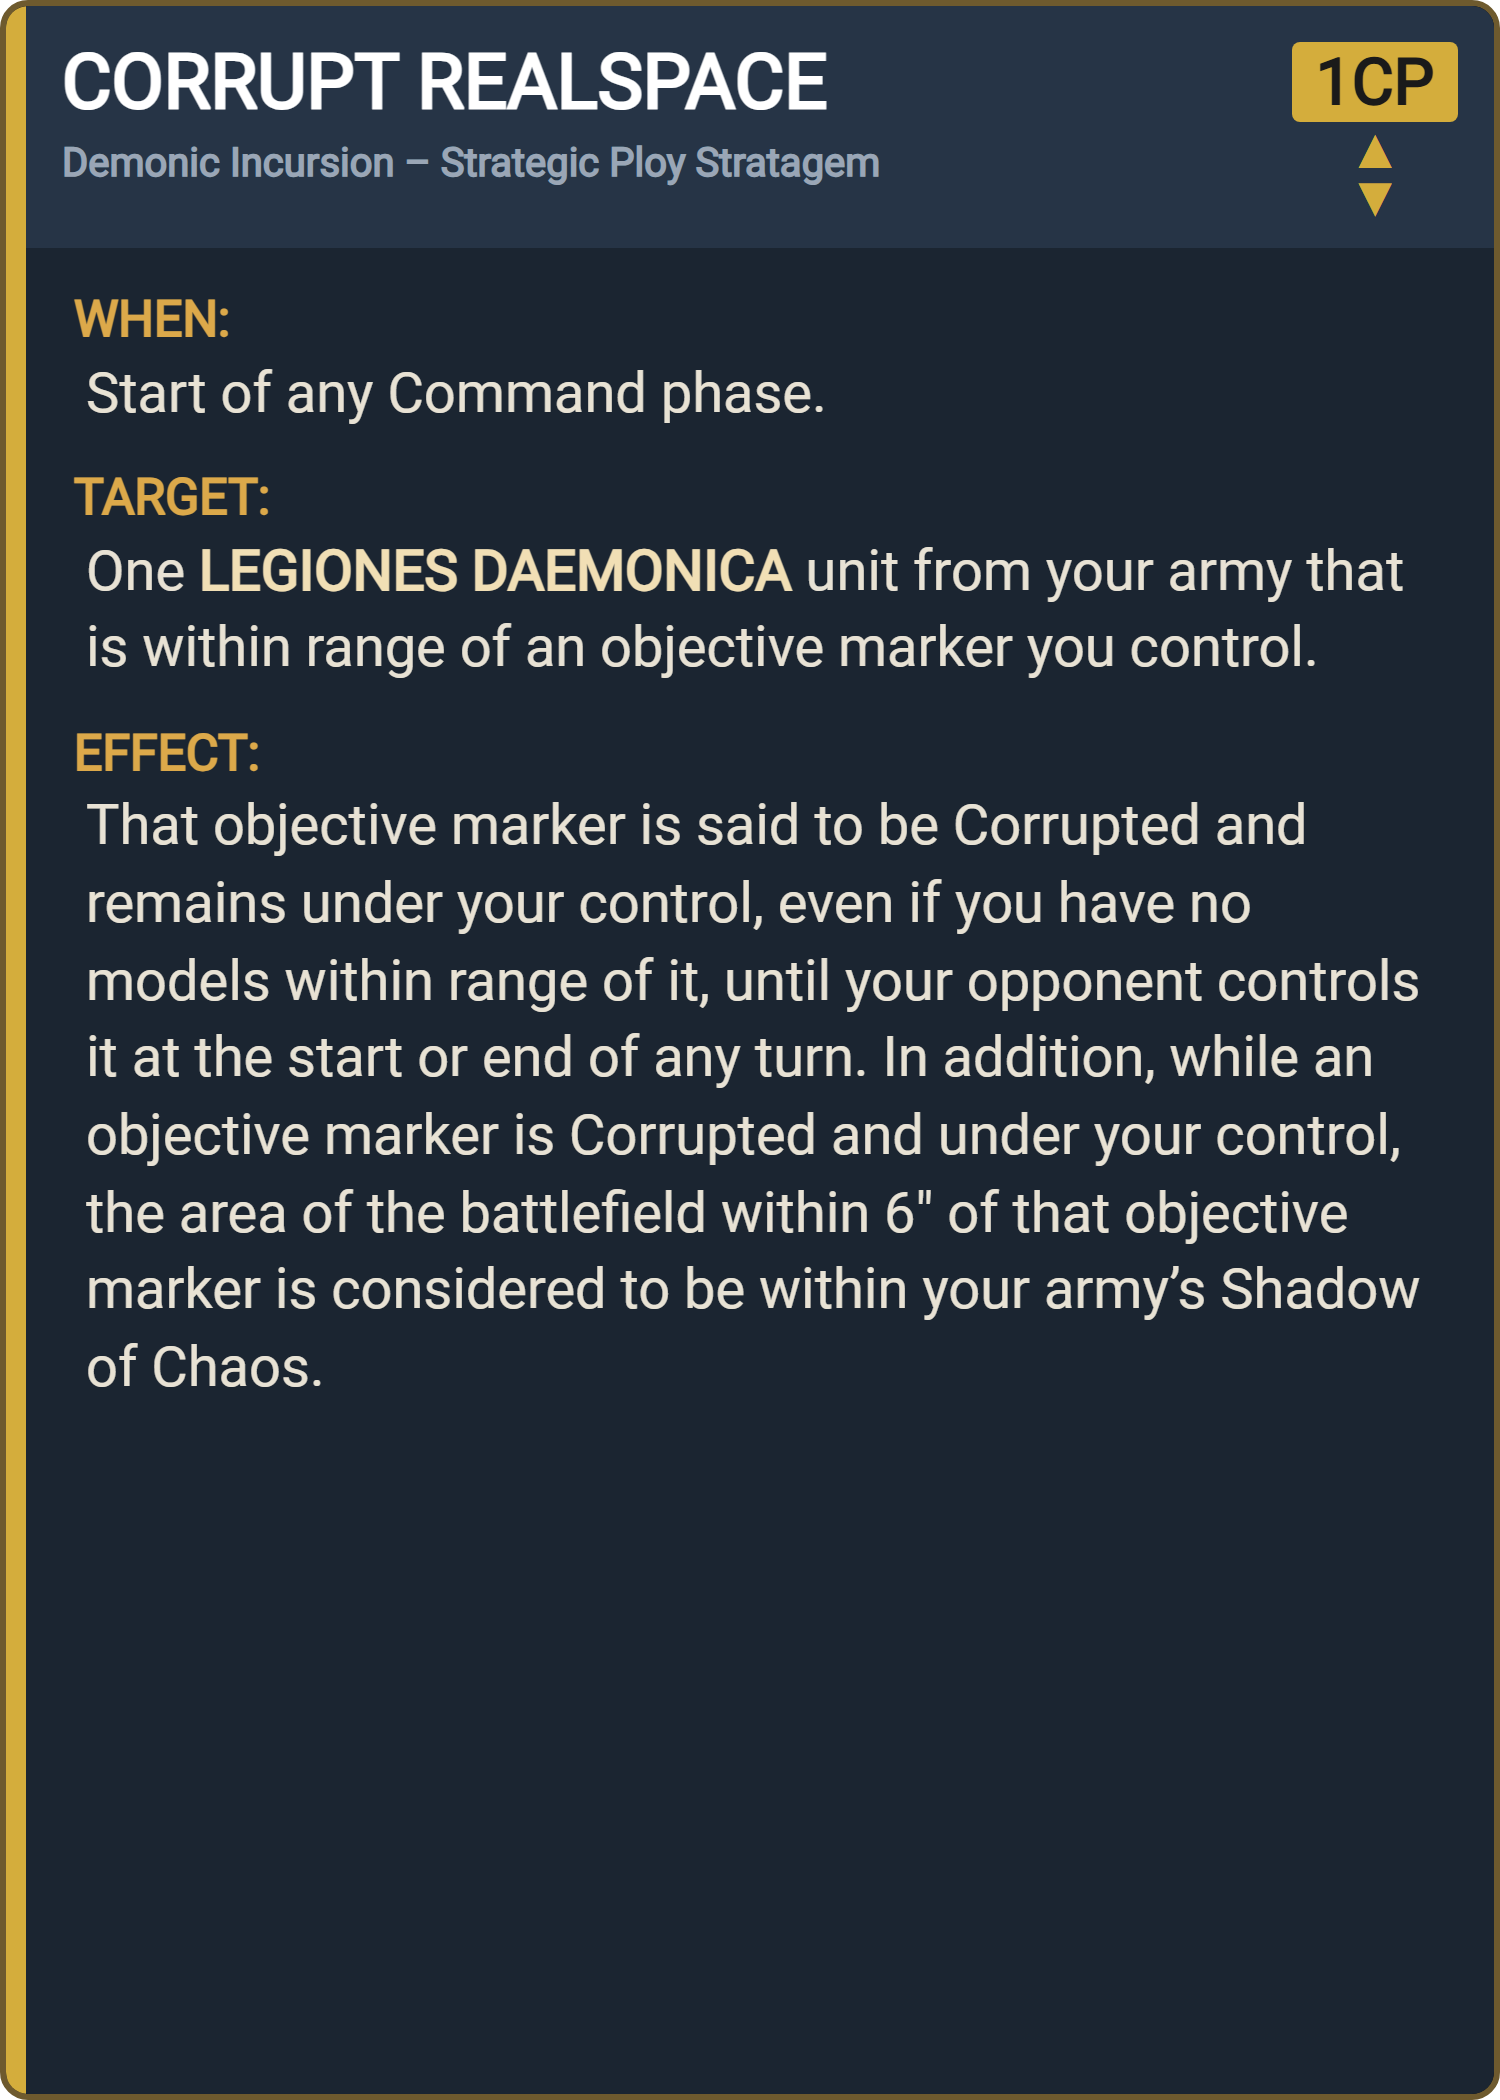 CORRUPT REALSPACE
1CP
Demonic Incursion – Strategic Ploy Stratagem
▲
▼
WHEN:
Start of any Command phase.
TARGET:
One LEGIONES DAEMONICA unit from your army that
is within range of an objective marker you control.
EFFECT:
That objective marker is said to be Corrupted and
remains under your control, even if you have no
models within range of it, until your opponent controls
it at the start or end of any turn. In addition, while an
objective marker is Corrupted and under your control,
the area of the battlefield within 6" of that objective
marker is considered to be within your army’s Shadow
of Chaos.